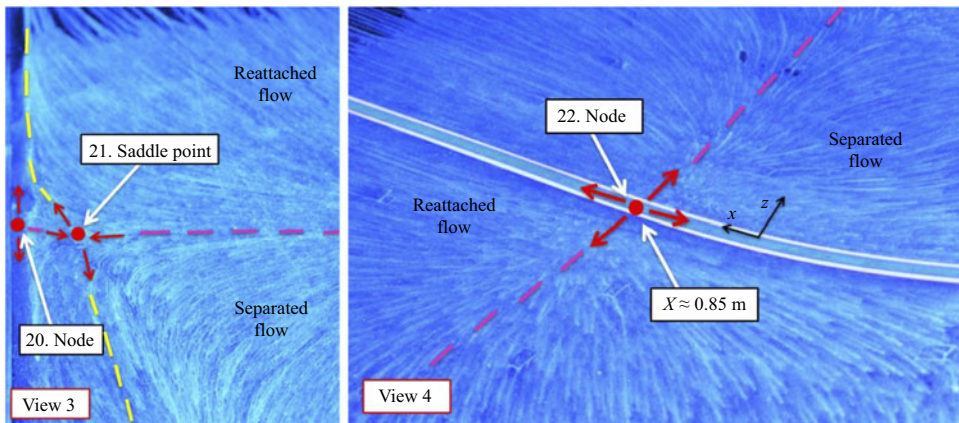 Reattached
flow
21. Saddle point
Separated
flow
20. Node
View 3
22. Node
Separated
flow
Reattached
flow
x
z
X ≈ 0.85 m
View 4